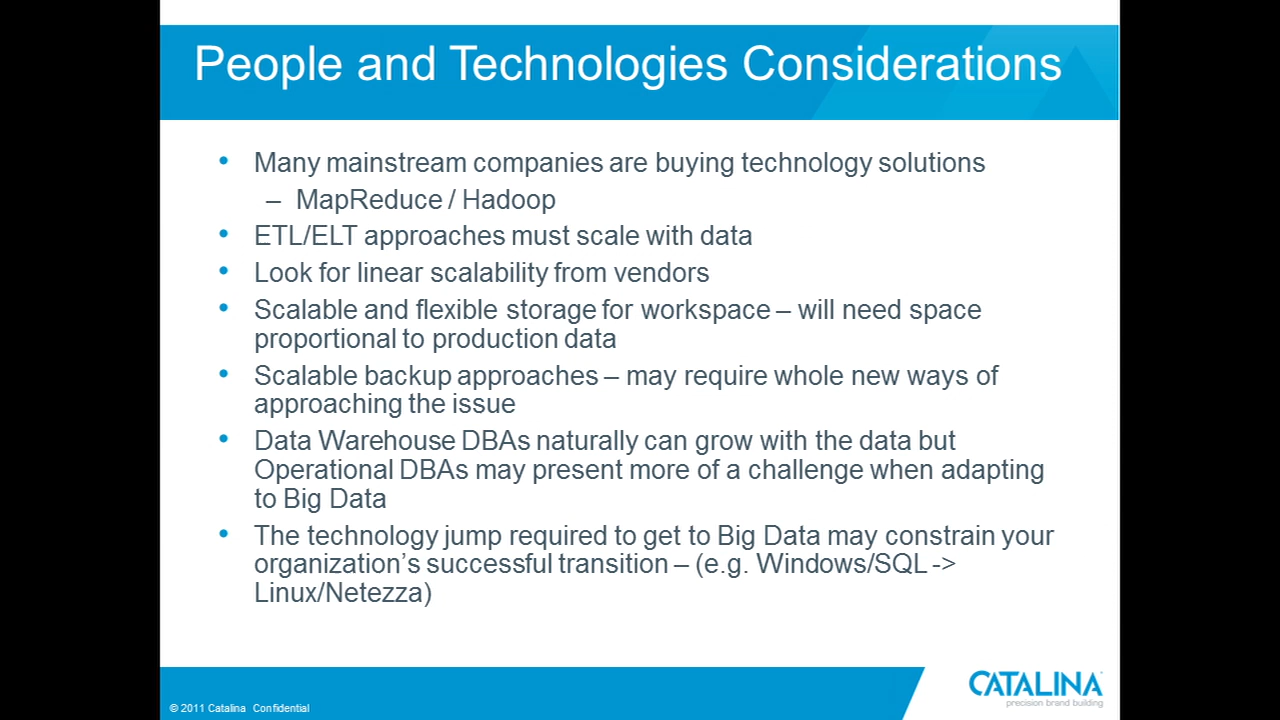 People and Technologies Considerations
• Many mainstream companies are buying technology solutions
– MapReduce / Hadoop
• ETL/ELT approaches must scale with data
• Look for linear scalability from vendors
• Scalable and flexible storage for workspace – will need space
proportional to production data
• Scalable backup approaches – may require whole new ways of
approaching the issue
• Data Warehouse DBAs naturally can grow with the data but
Operational DBAs may present more of a challenge when adapting
to Big Data
• The technology jump required to get to Big Data may constrain your
organization’s successful transition – (e.g. Windows/SQL ->
Linux/Netezza)
CATALINA
precision brand building
© 2011 Catalina Confidential